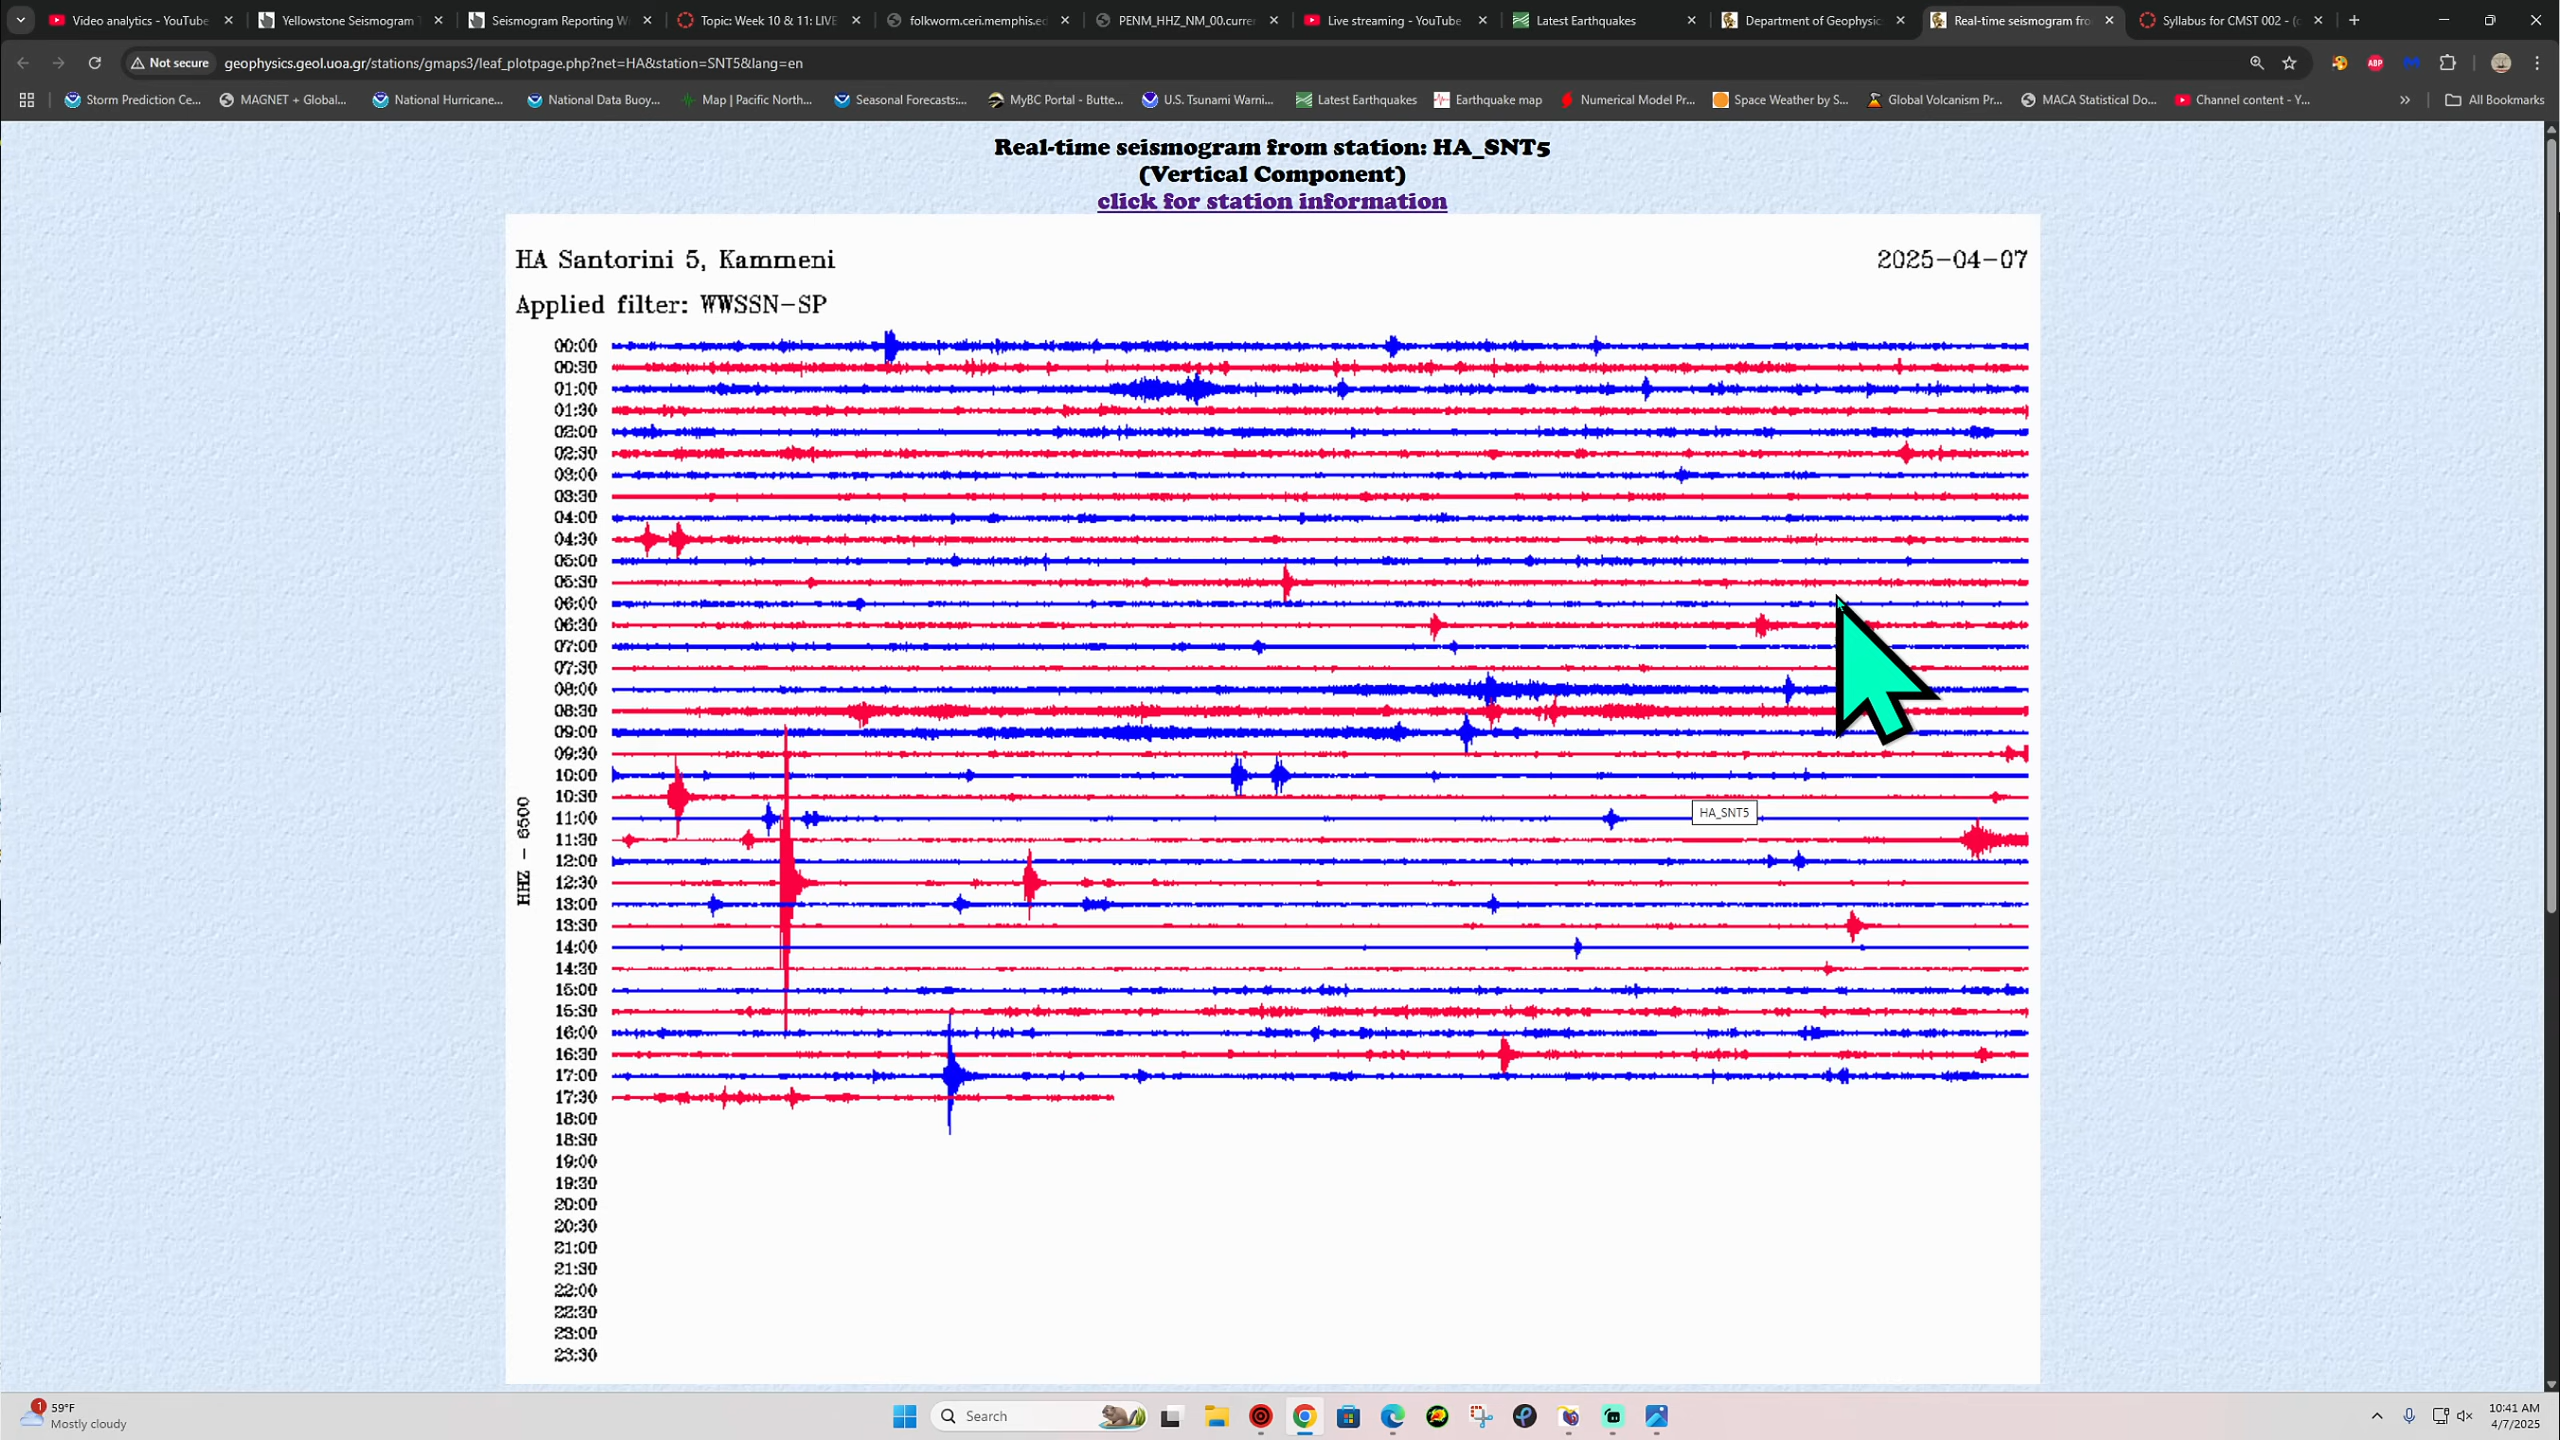 Video analytics - YouTube
Yellowstone Seismogram T
Seismogram Reporting W
Topic: Week 10 & 11: LIVE
folkworm.ceri.memphis.ed
PENM_HHZ_NM_00.curre
Live streaming - YouTube
Latest Earthquakes
Department of Geophysic
Real-time seismogram fro
Syllabus for CMST 002 - (
Not secure
geophysics.geol.uoa.gr/stations/gmaps3/leaf_plotpage.php?net=HA&station=SNT5&lang=en
ABP
Storm Prediction Ce...
MAGNET + Global...
National Hurricane...
National Data Buoy...
Map | Pacific North...
Seasonal Forecasts:...
MyBC Portal - Butte...
U.S. Tsunami Warni...
Latest Earthquakes
Earthquake map
Numerical Model Pr...
Space Weather by S...
Global Volcanism Pr...
MACA Statistical Do...
Channel content - Y...
All Bookmarks
Real-time seismogram from station: HA_SNT5
(Vertical Component)
click for station information
HA Santorini 5, Kammeni
2025-04-07
Applied filter: WWSSN-SP
00:00
00:30
01:00
01:30
02:00
02:30
03:00
03:30
04:00
04:30
05:00
05:30
06:00
06:30
07:00
07:30
08:00
08:30
09:00
09:30
10:00
10:30
11:00
11:30
12:00
12:30
13:00
13:30
14:00
14:30
15:00
15:30
16:00
16:30
17:00
17:30
18:00
18:30
19:00
19:30
20:00
20:30
21:00
21:30
22:00
22:30
23:00
23:30
HHZ - 6500
HA_SNT5
1
59°F
Mostly cloudy
Search
10:41 AM
4/7/2025